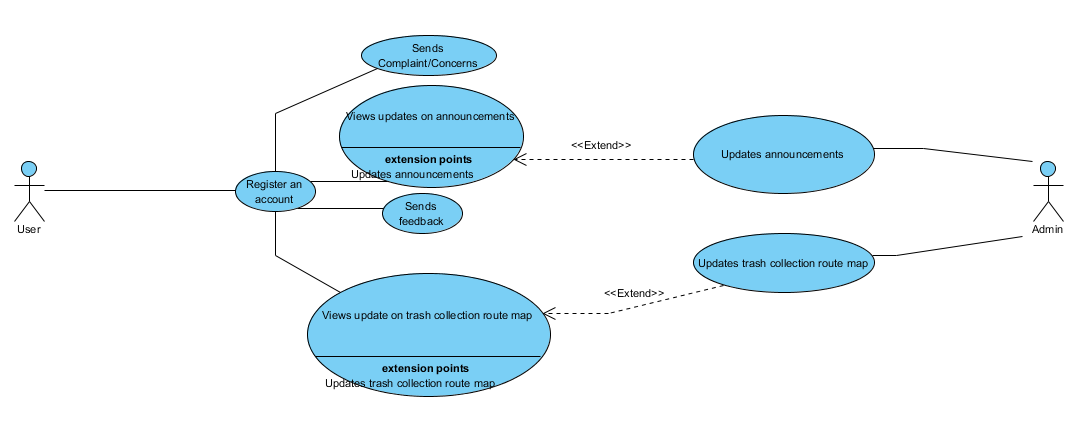 Sends
Complaint/Concerns
Views updates on announcements
extension points
Updates announcements
<<Extend>>
Updates announcements
User
Register an
account
Sends
feedback
Admin
Updates trash collection route map
<<Extend>>
Views update on trash collection route map
extension points
Updates trash collection route map